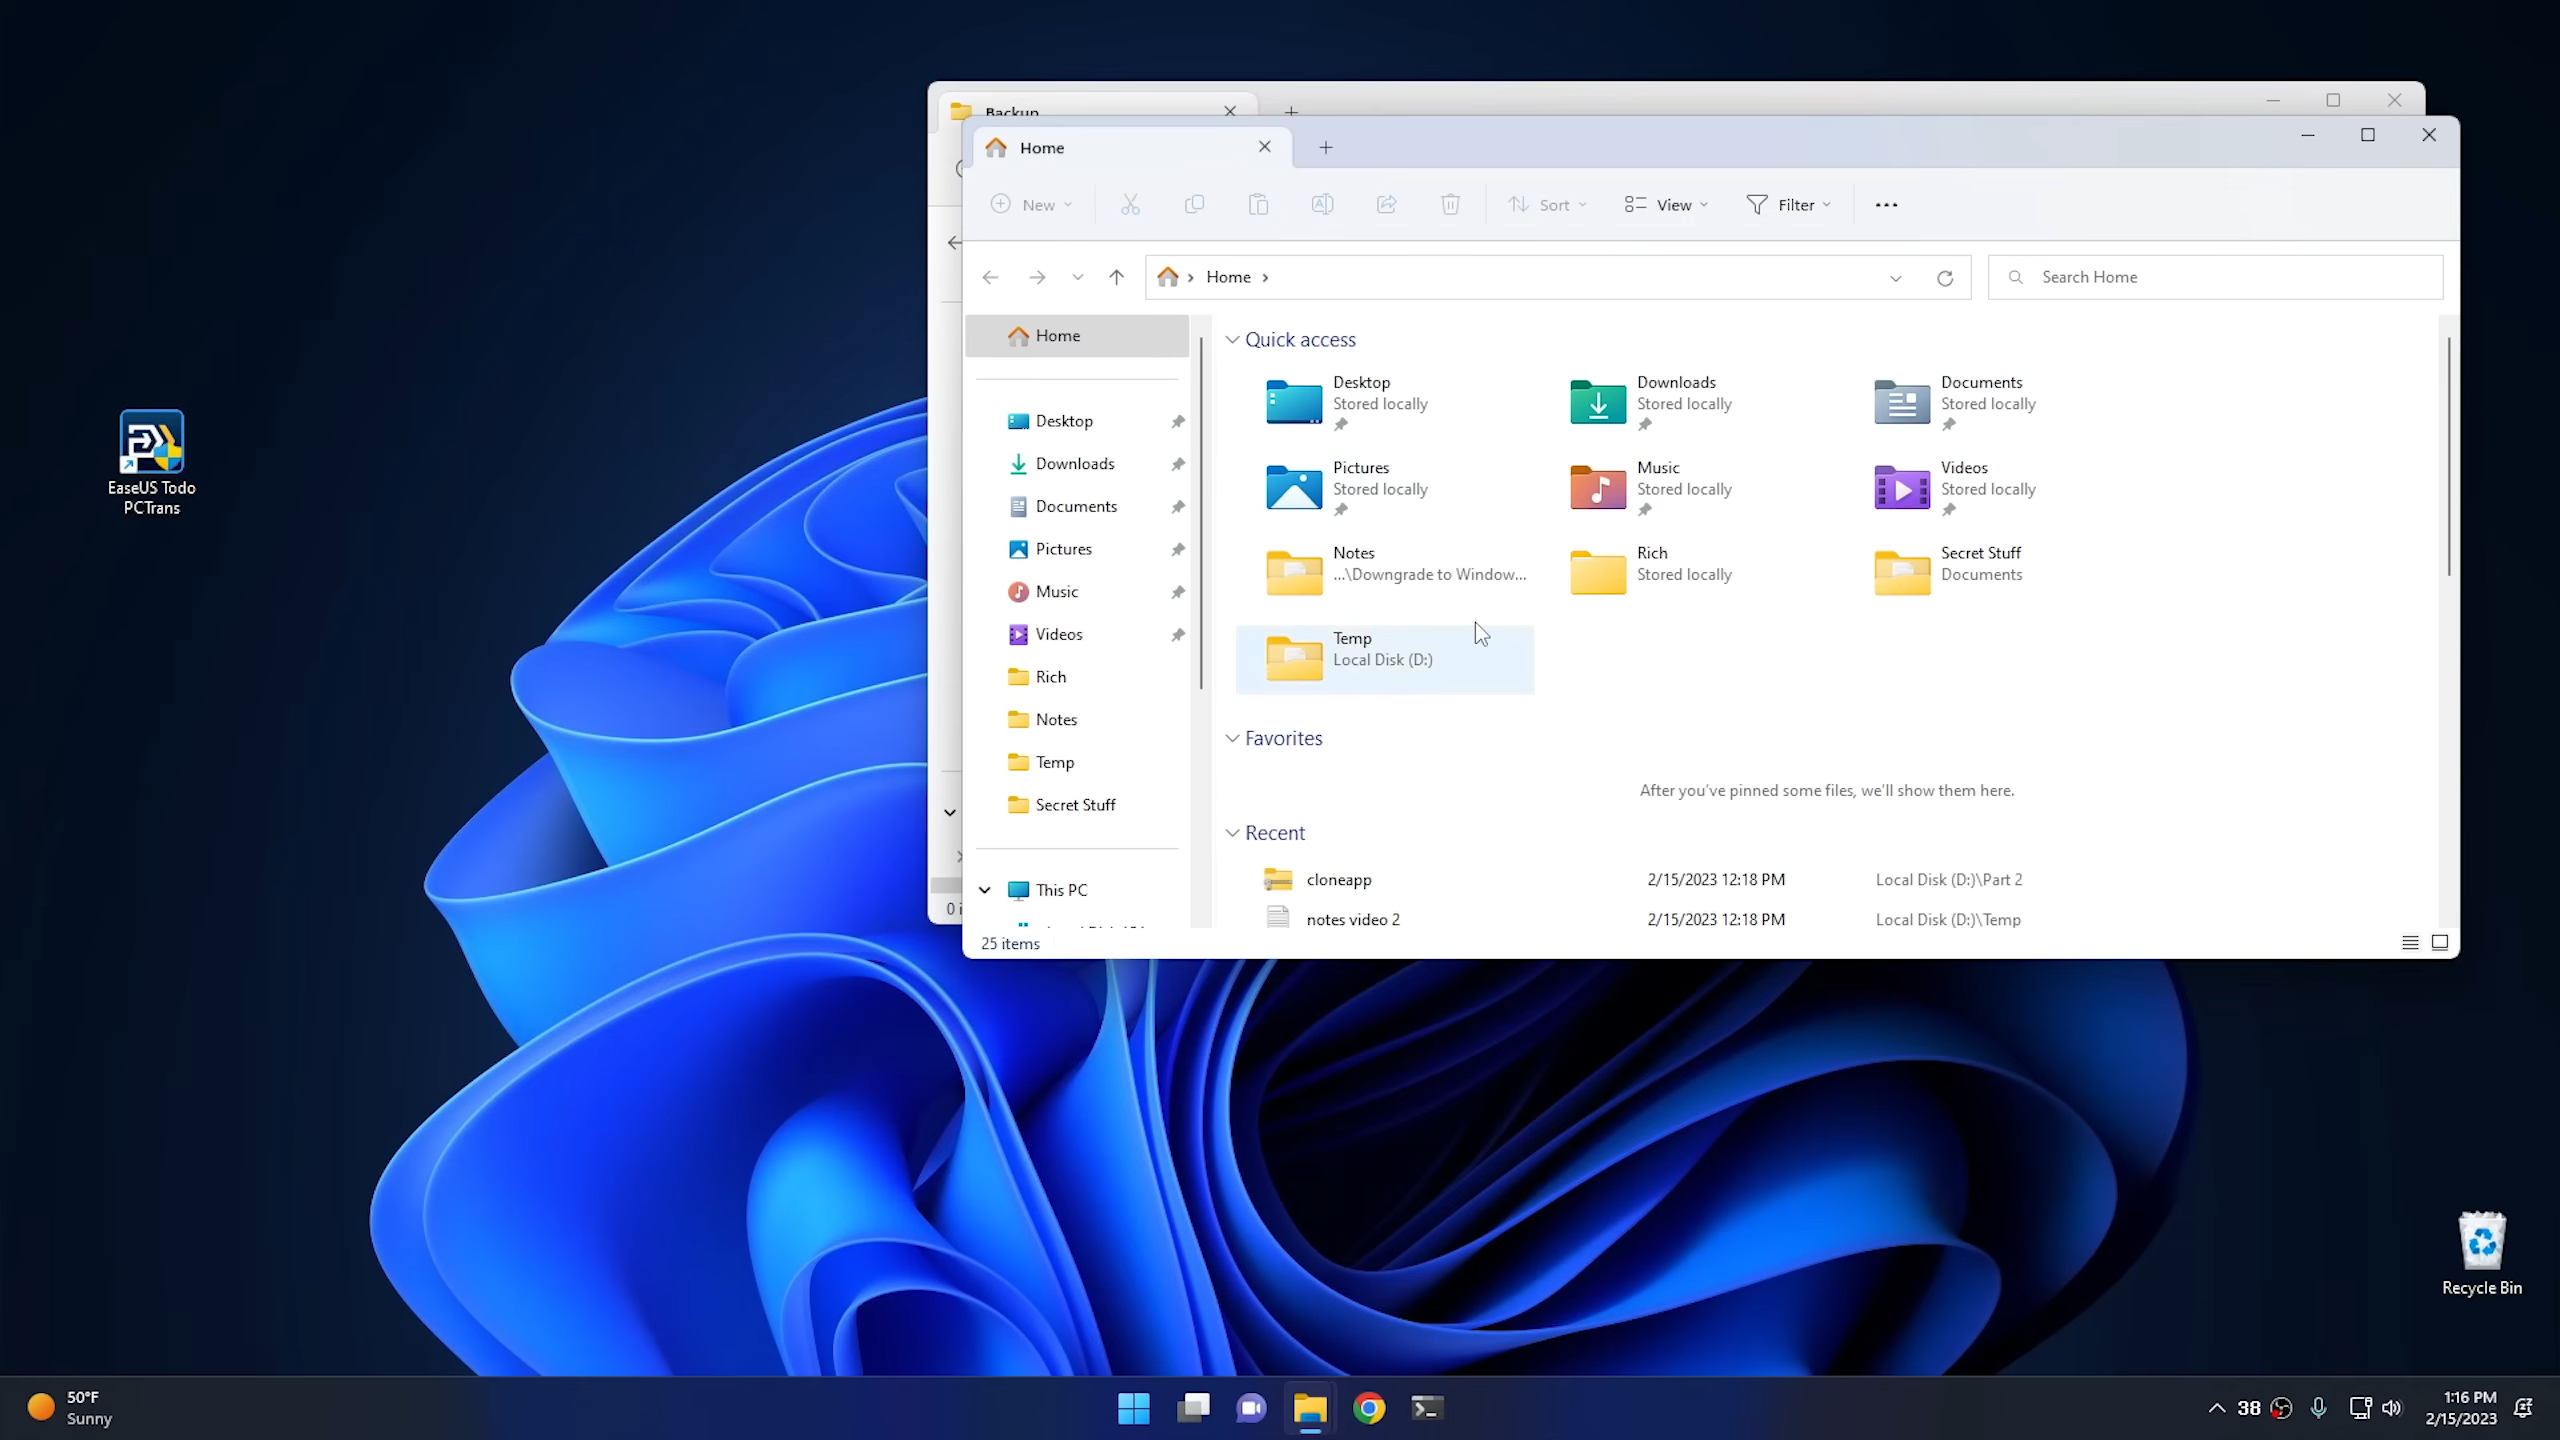 Backup
Home
New
Sort
View
Filter
Home
Search Home
Home
Desktop
Downloads
Documents
Pictures
Music
Videos
Rich
Notes
Temp
Secret Stuff
This PC
Quick access
Desktop
Stored locally
Downloads
Stored locally
Documents
Stored locally
Pictures
Stored locally
Music
Stored locally
Videos
Stored locally
Notes
...\Downgrade to Window...
Rich
Stored locally
Secret Stuff
Documents
Temp
Local Disk (D:)
Favorites
After you've pinned some files, we'll show them here.
Recent
cloneapp 2/15/2023 12:18 PM Local Disk (D:)\Part 2
notes video 2 2/15/2023 12:18 PM Local Disk (D:)\Temp
0 i
25 items
EaseUS Todo
PCTrans
Recycle Bin
50°F
Sunny
38
1:16 PM
2/15/2023